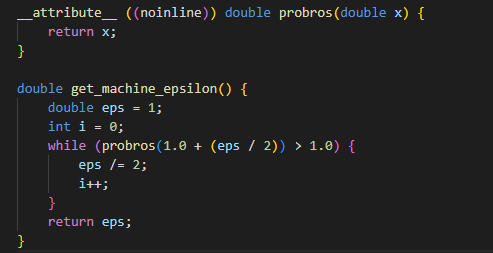 __attribute__ ((noinline)) double probros(double x) {
    return x;
}

double get_machine_epsilon() {
    double eps = 1;
    int i = 0;
    while (probros(1.0 + (eps / 2)) > 1.0) {
        eps /= 2;
        i++;
    }
    return eps;
}